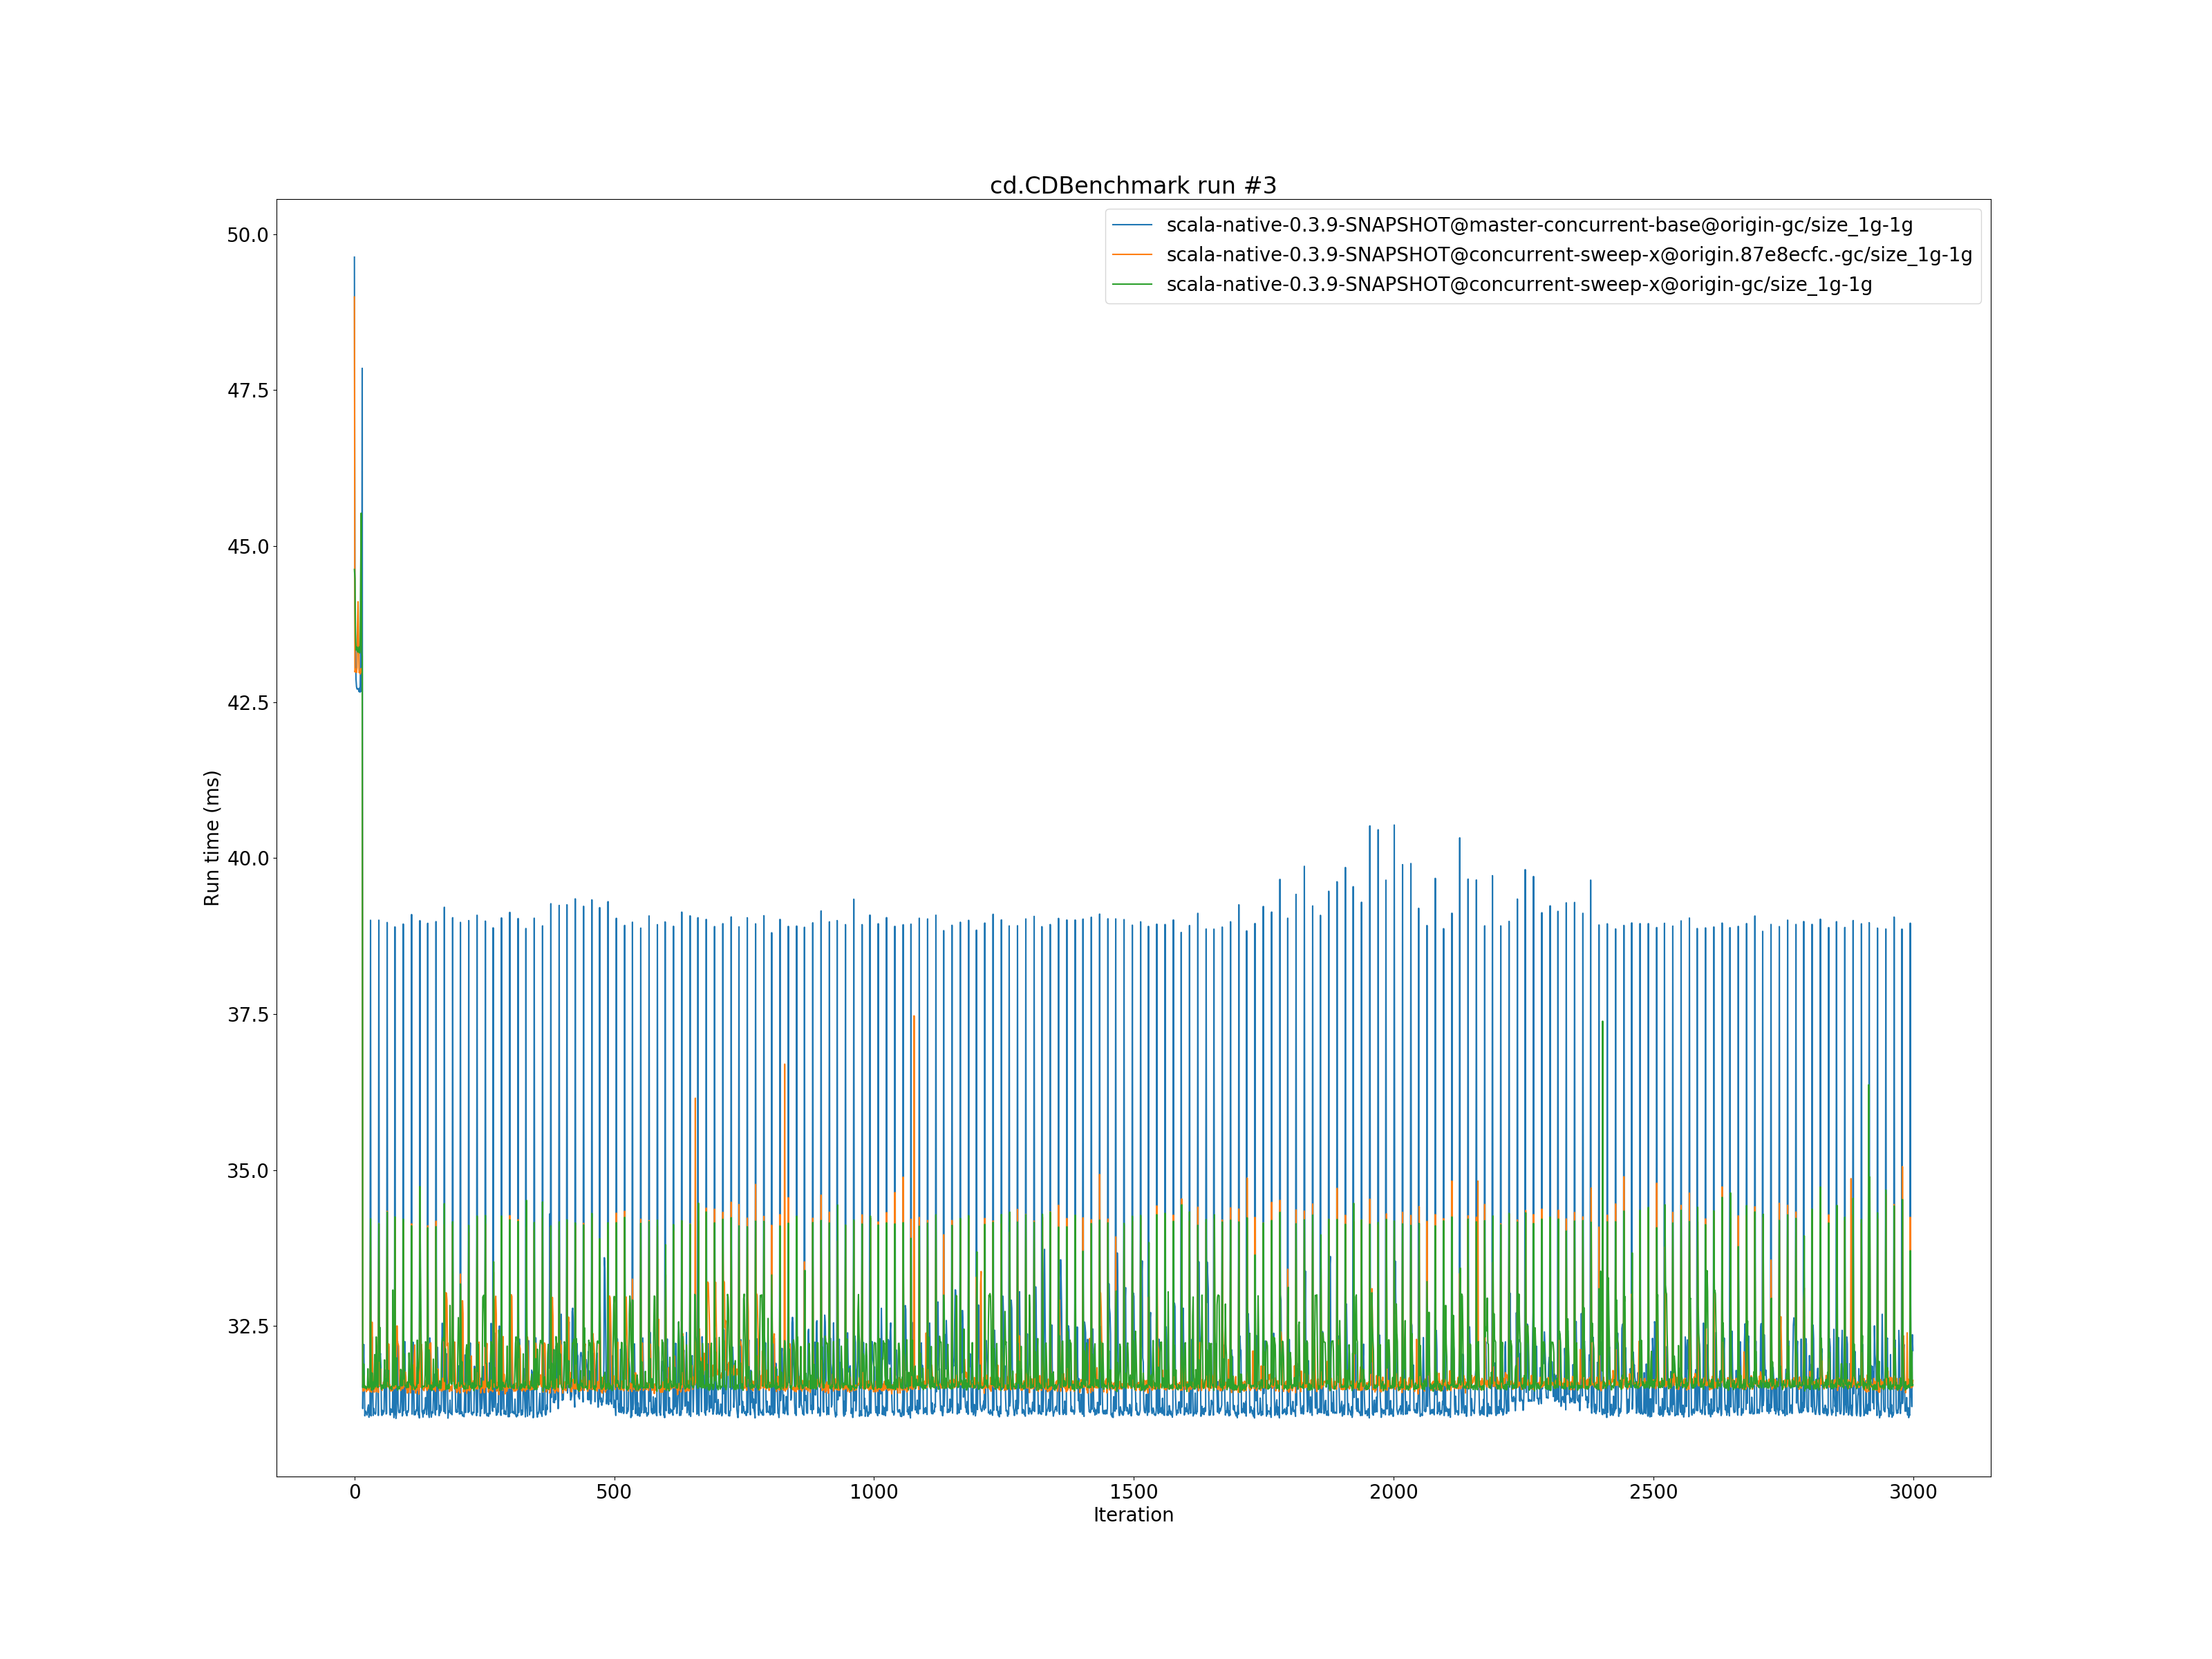 cd.CDBenchmark run #3
scala-native-0.3.9-SNAPSHOT@master-concurrent-base@origin-gc/size_1g-1g
scala-native-0.3.9-SNAPSHOT@concurrent-sweep-x@origin.87e8ecfc.-gc/size_1g-1g
scala-native-0.3.9-SNAPSHOT@concurrent-sweep-x@origin-gc/size_1g-1g
50.0
47.5
45.0
42.5
40.0
37.5
35.0
32.5
Run time (ms)
0 500 1000 1500 2000 2500 3000
Iteration